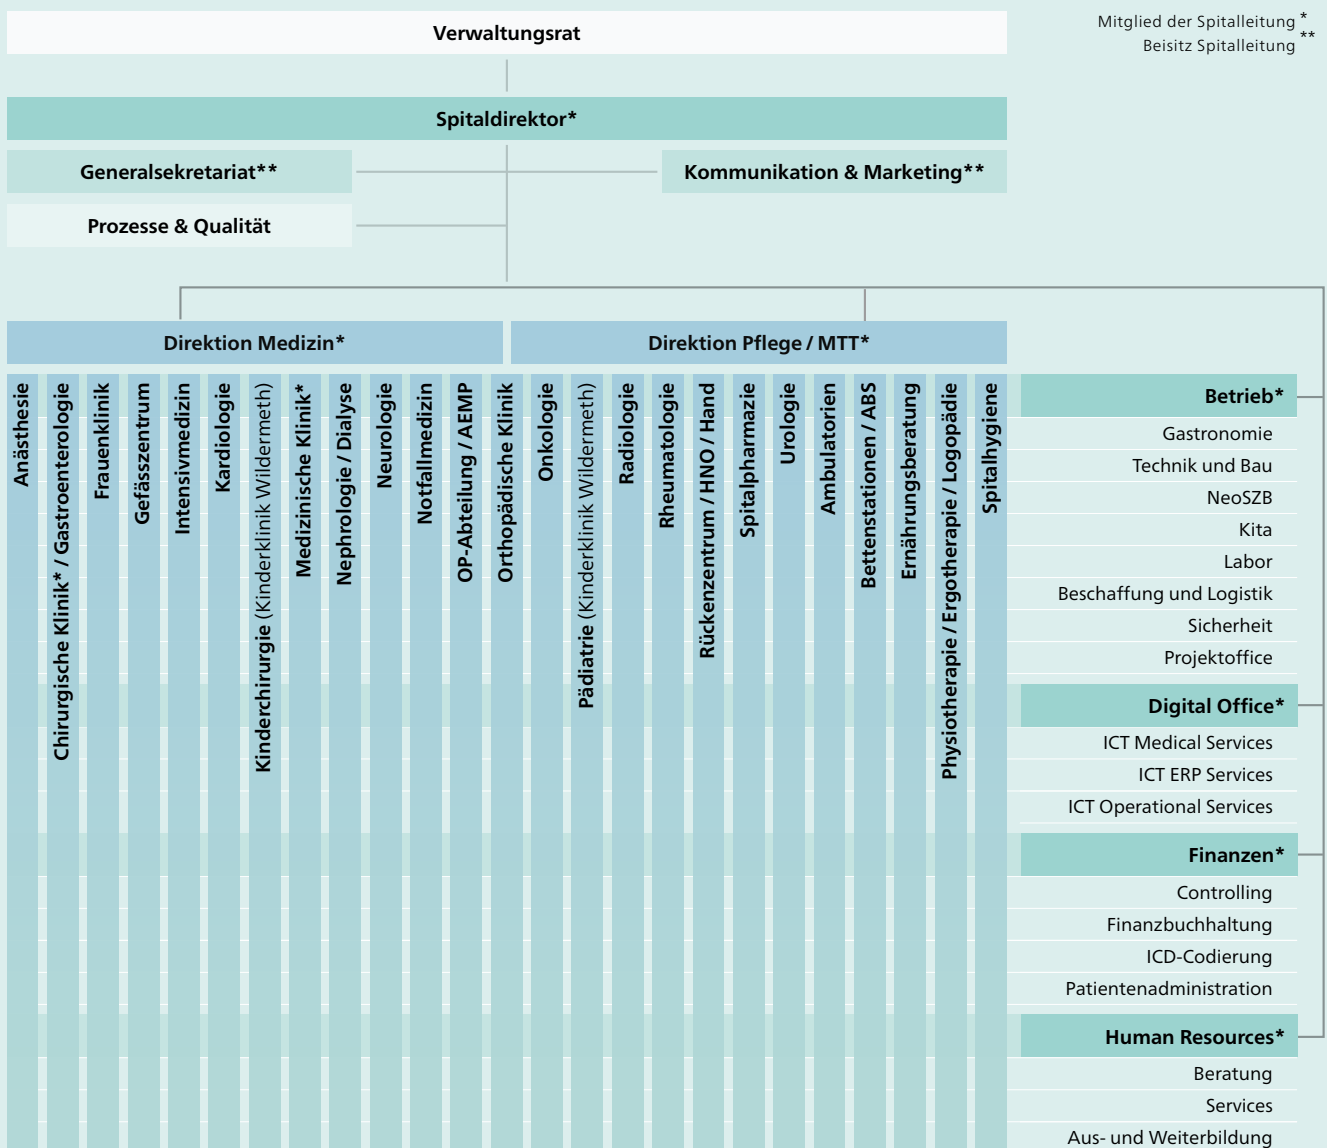 Verwaltungsrat
Mitglied der Spitalleitung *
Beisitz Spitalleitung **
Spitaldirektor*
Generalsekretariat**
Kommunikation & Marketing**
Prozesse & Qualität
Direktion Medizin*
Direktion Pflege / MTT*
Anästhesie
Chirurgische Klinik* / Gastroenterologie
Frauenklinik
Gefässzentrum
Intensivmedizin
Kardiologie
Kinderchirurgie (Kinderklinik Wildermeth)
Medizinische Klinik*
Nephrologie / Dialyse
Neurologie
Notfallmedizin
OP-Abteilung / AEMP
Orthopädische Klinik
Onkologie
Pädiatrie (Kinderklinik Wildermeth)
Radiologie
Rheumatologie
Rückenzentrum / HNO / Hand
Spitalpharmazie
Urologie
Ambulatorien
Bettenstationen / ABS
Ernährungsberatung
Physiotherapie / Ergotherapie / Logopädie
Spitalhygiene
Betrieb*
Gastronomie
Technik und Bau
NeoSZB
Kita
Labor
Beschaffung und Logistik
Sicherheit
Projektoffice
Digital Office*
ICT Medical Services
ICT ERP Services
ICT Operational Services
Finanzen*
Controlling
Finanzbuchhaltung
ICD-Codierung
Patientenadministration
Human Resources*
Beratung
Services
Aus- und Weiterbildung